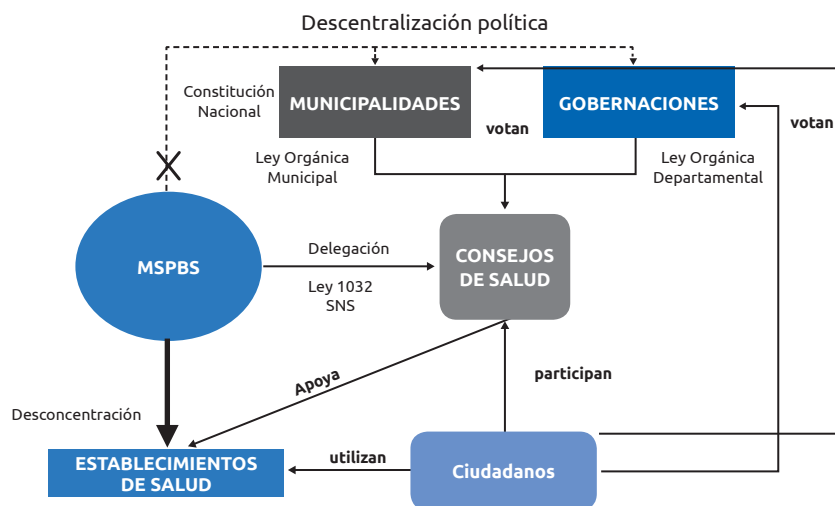 Descentralización política
Constitución
Nacional
MUNICIPALIDADES
GOBERNACIONES
votan
votan
Ley Orgánica
Municipal
Ley Orgánica
Departamental
MSPBS
Delegación
Ley 1032
SNS
CONSEJOS
DE SALUD
Apoya
participan
Desconcentración
ESTABLECIMIENTOS
DE SALUD
utilizan
Ciudadanos